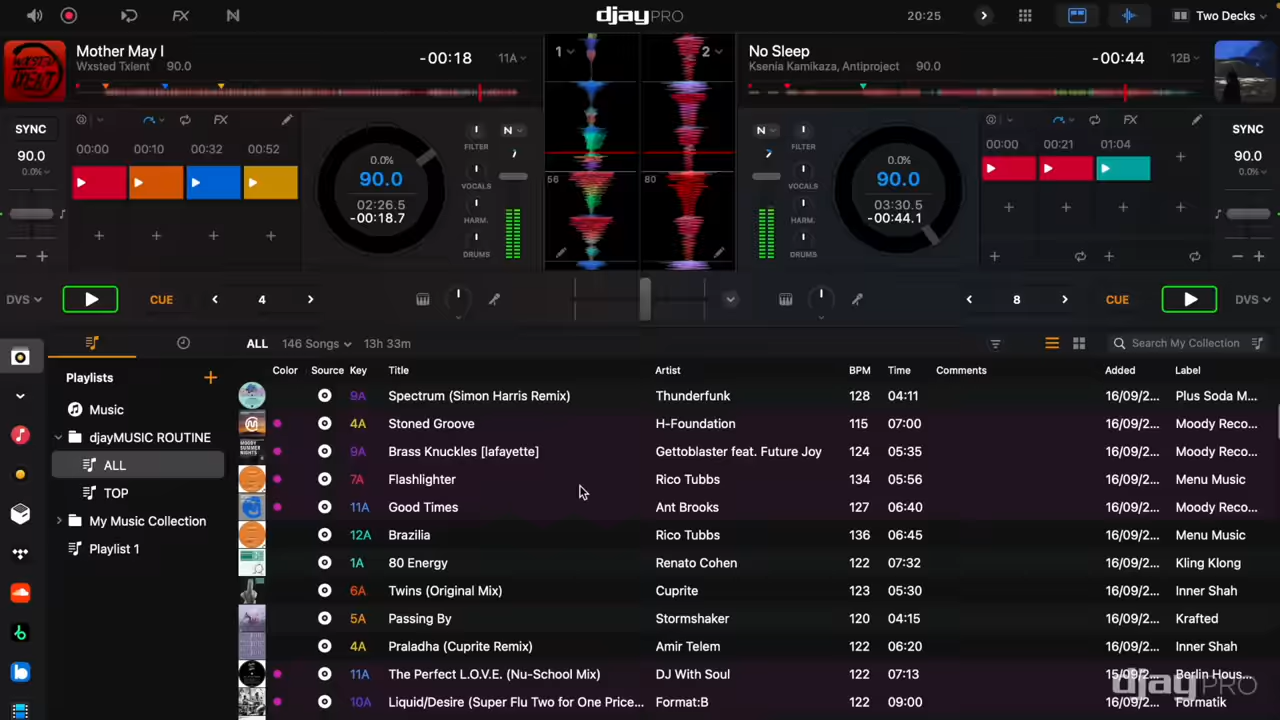 FX
djay PRO
20:25
Two Decks
WXSTED TXLENT
Mother May I
Wxsted Txlent 90.0
-00:18
11A
1
2
No Sleep
Ksenia Kamikaza, Antiproject 90.0
-00:44
12B
SYNC
90.0
0.0%
FX
00:00 00:10 00:32 00:52
0.0%
90.0
02:26.5
-00:18.7
N
FILTER
VOCALS
HARM.
DRUMS
56
80
N
FILTER
VOCALS
HARM.
DRUMS
0.0%
90.0
03:30.5
-00:44.1
FX
00:00 00:21 01:04
SYNC
90.0
0.0%
DVS
CUE
4
8
CUE
DVS
ALL 146 Songs 13h 33m
Search My Collection
Playlists
Music
djayMUSIC ROUTINE
ALL
TOP
My Music Collection
Playlist 1
Color Source Key Title Artist BPM Time Comments Added Label
9A Spectrum (Simon Harris Remix) Thunderfunk 128 04:11 16/09/2... Plus Soda M...
4A Stoned Groove H-Foundation 115 07:00 16/09/2... Moody Reco...
9A Brass Knuckles [lafayette] Gettoblaster feat. Future Joy 124 05:35 16/09/2... Moody Reco...
7A Flashlighter Rico Tubbs 134 05:56 16/09/2... Menu Music
11A Good Times Ant Brooks 127 06:40 16/09/2... Moody Reco...
12A Brazilia Rico Tubbs 136 06:45 16/09/2... Menu Music
1A 80 Energy Renato Cohen 122 07:32 16/09/2... Kling Klong
6A Twins (Original Mix) Cuprite 123 05:30 16/09/2... Inner Shah
5A Passing By Stormshaker 120 04:15 16/09/2... Krafted
4A Praladha (Cuprite Remix) Amir Telem 122 06:20 16/09/2... Inner Shah
11A The Perfect L.O.V.E. (Nu-School Mix) DJ With Soul 122 07:13 15/09/2... Berlin Hous...
10A Liquid/Desire (Super Flu Two for One Price... Format:B 122 09:00 16/09/2... Formatik
djay PRO